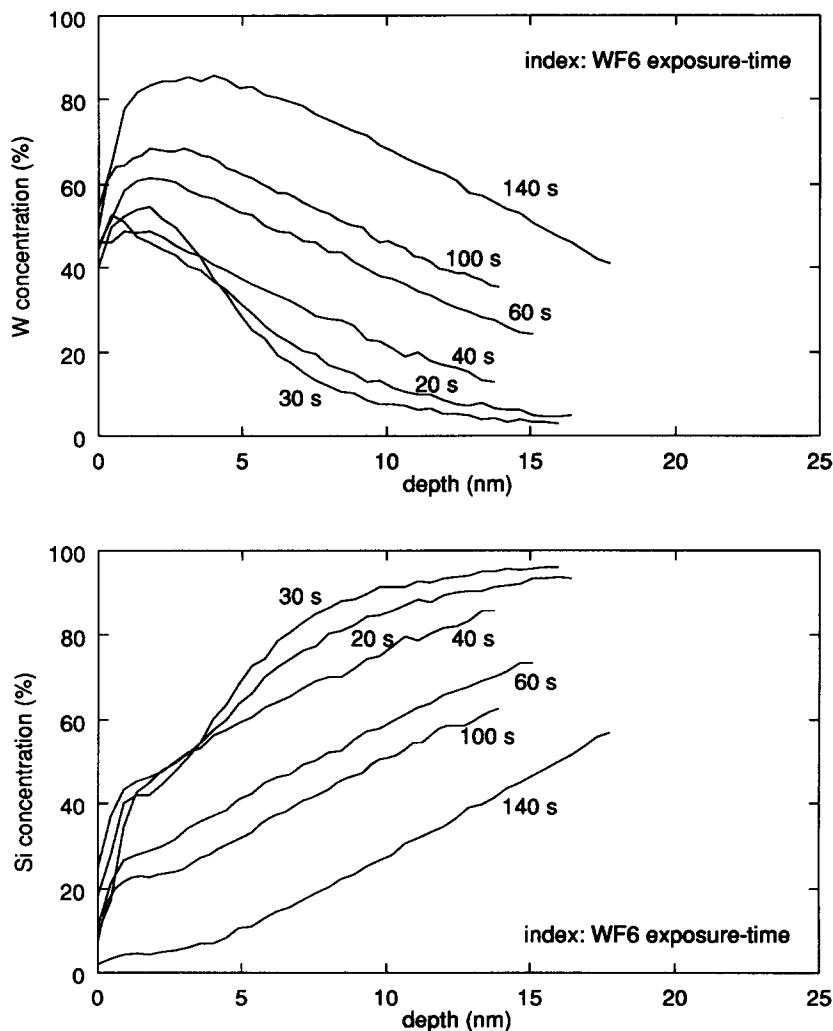 100
80
60
40
20
0
W concentration (%)
index: WF6 exposure-time
140 s
100 s
60 s
40 s
20 s
30 s
0
5
10
15
20
25
depth (nm)
100
80
60
40
20
0
Si concentration (%)
30 s
20 s
40 s
60 s
100 s
140 s
index: WF6 exposure-time
0
5
10
15
20
25
depth (nm)